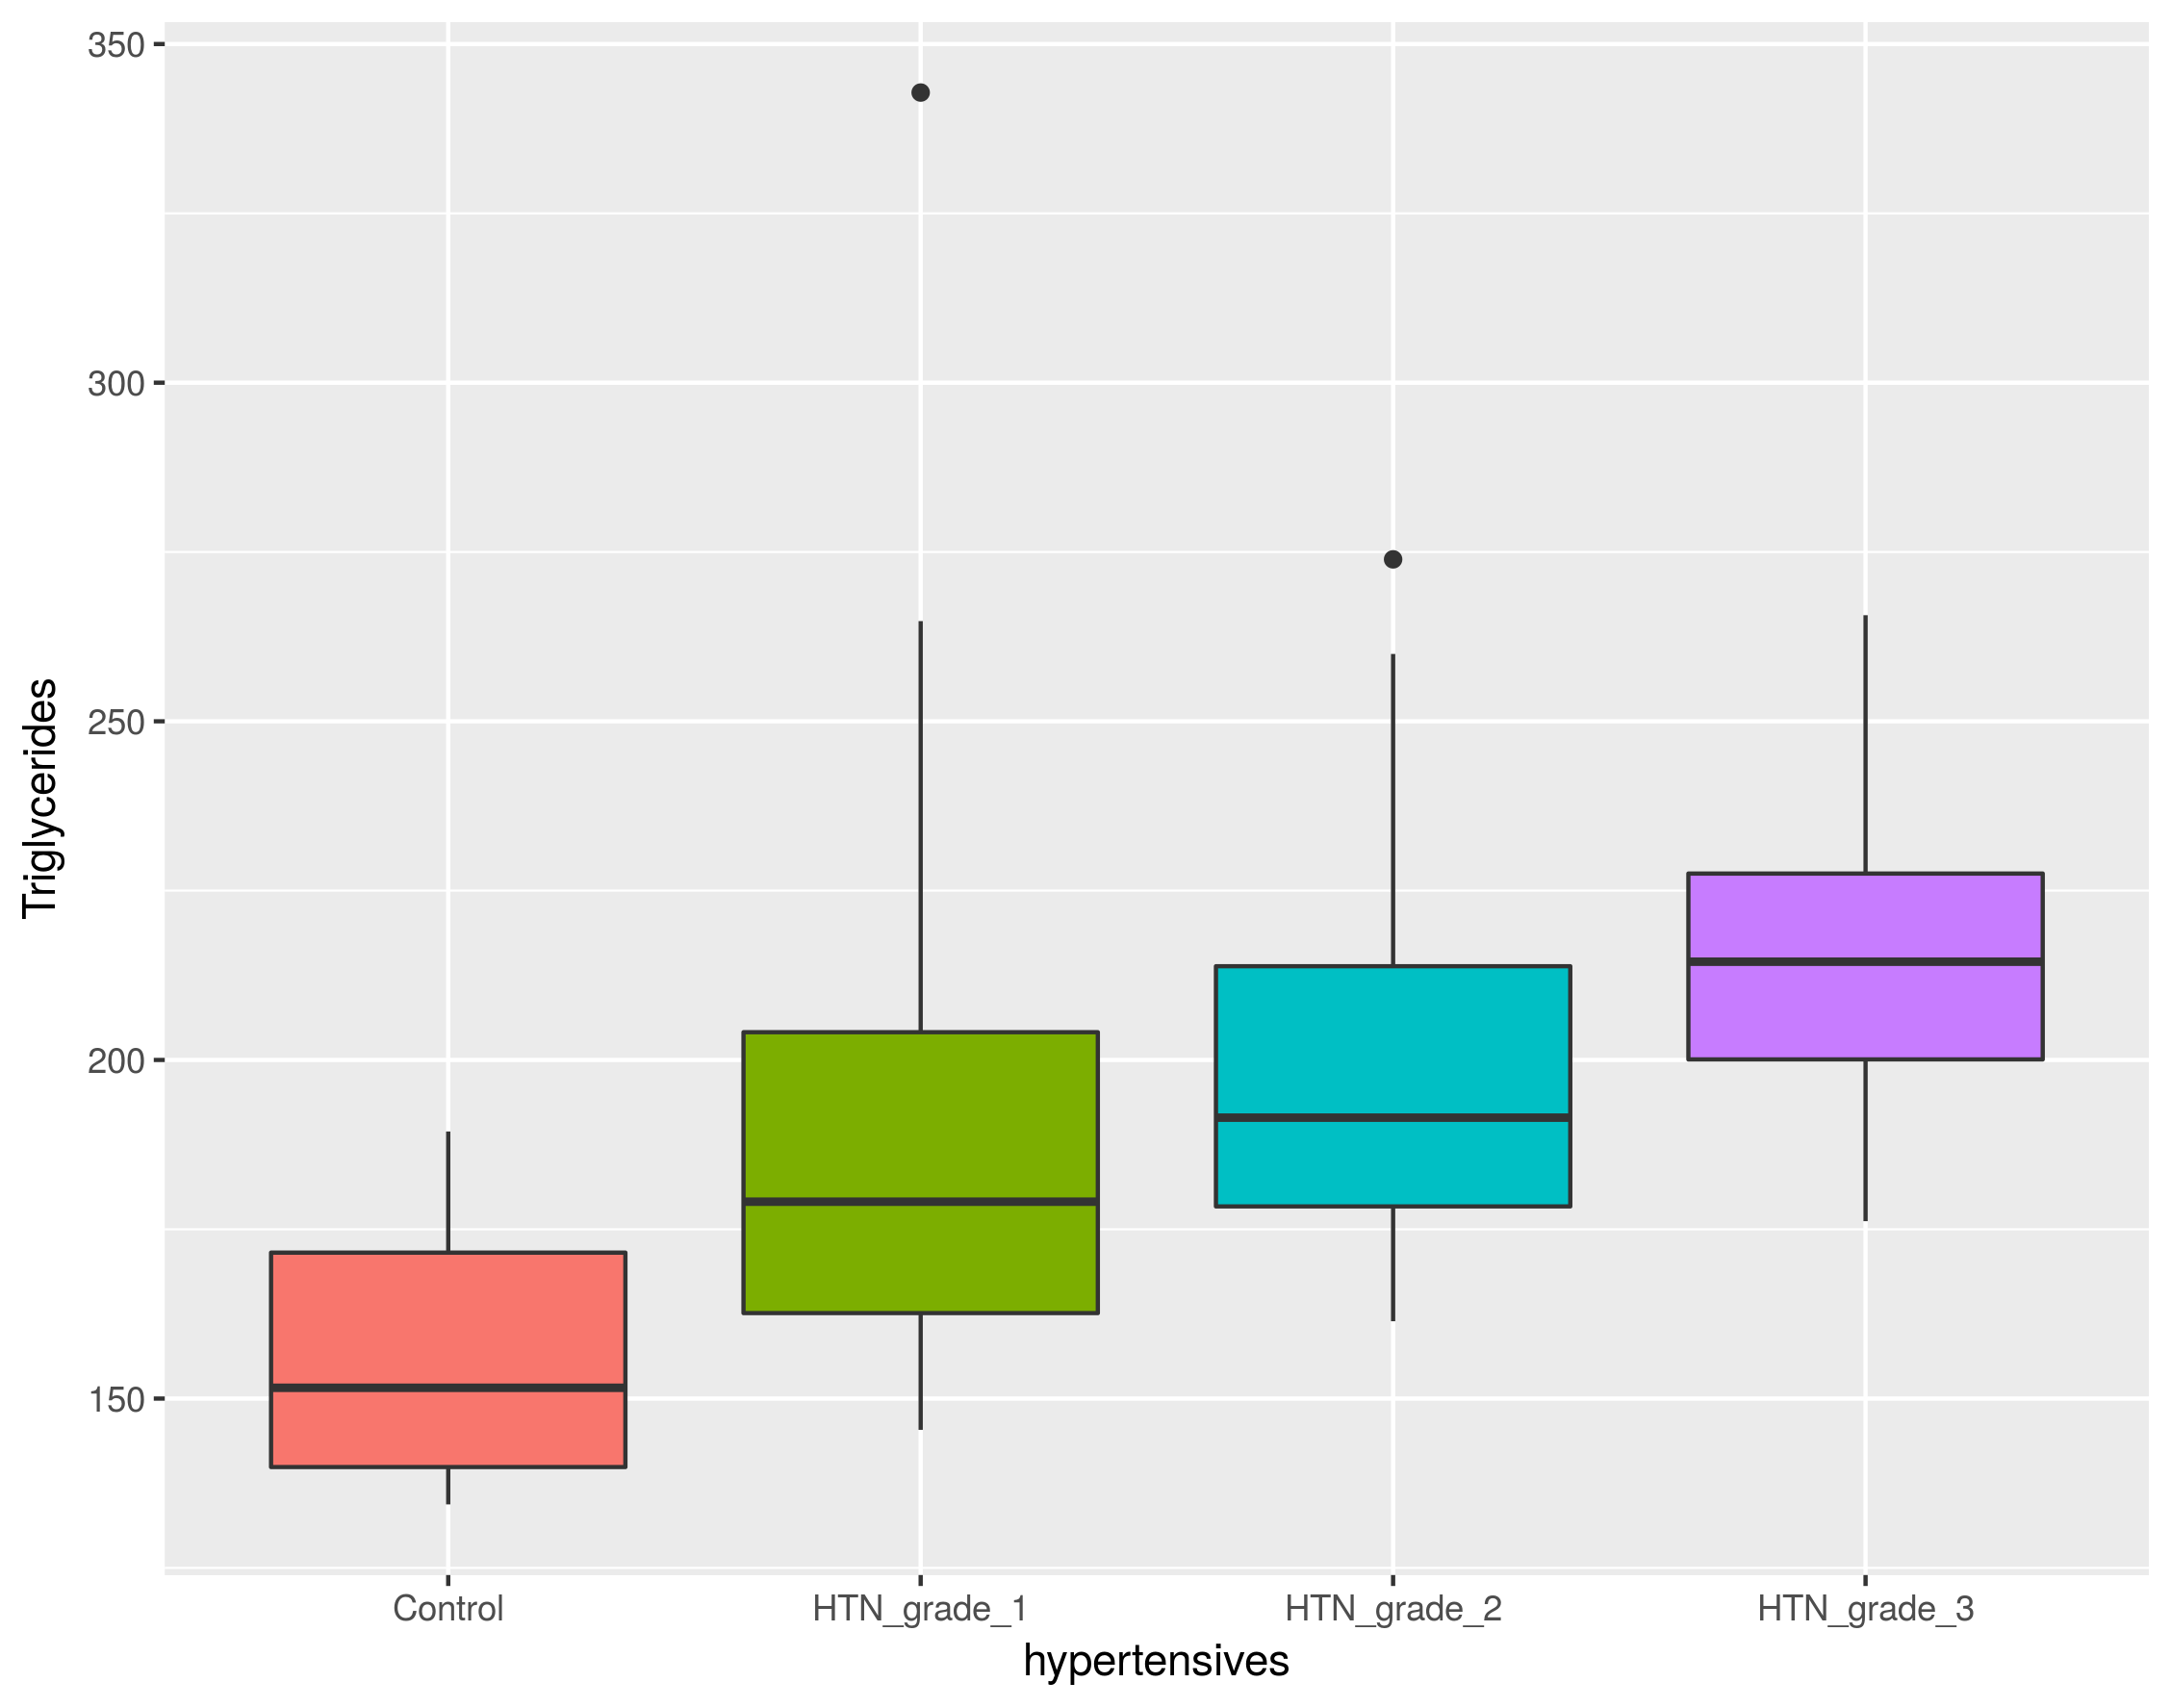 350
300
250
200
150
Triglycerides
Control
HTN_grade_1
HTN_grade_2
HTN_grade_3
hypertensives